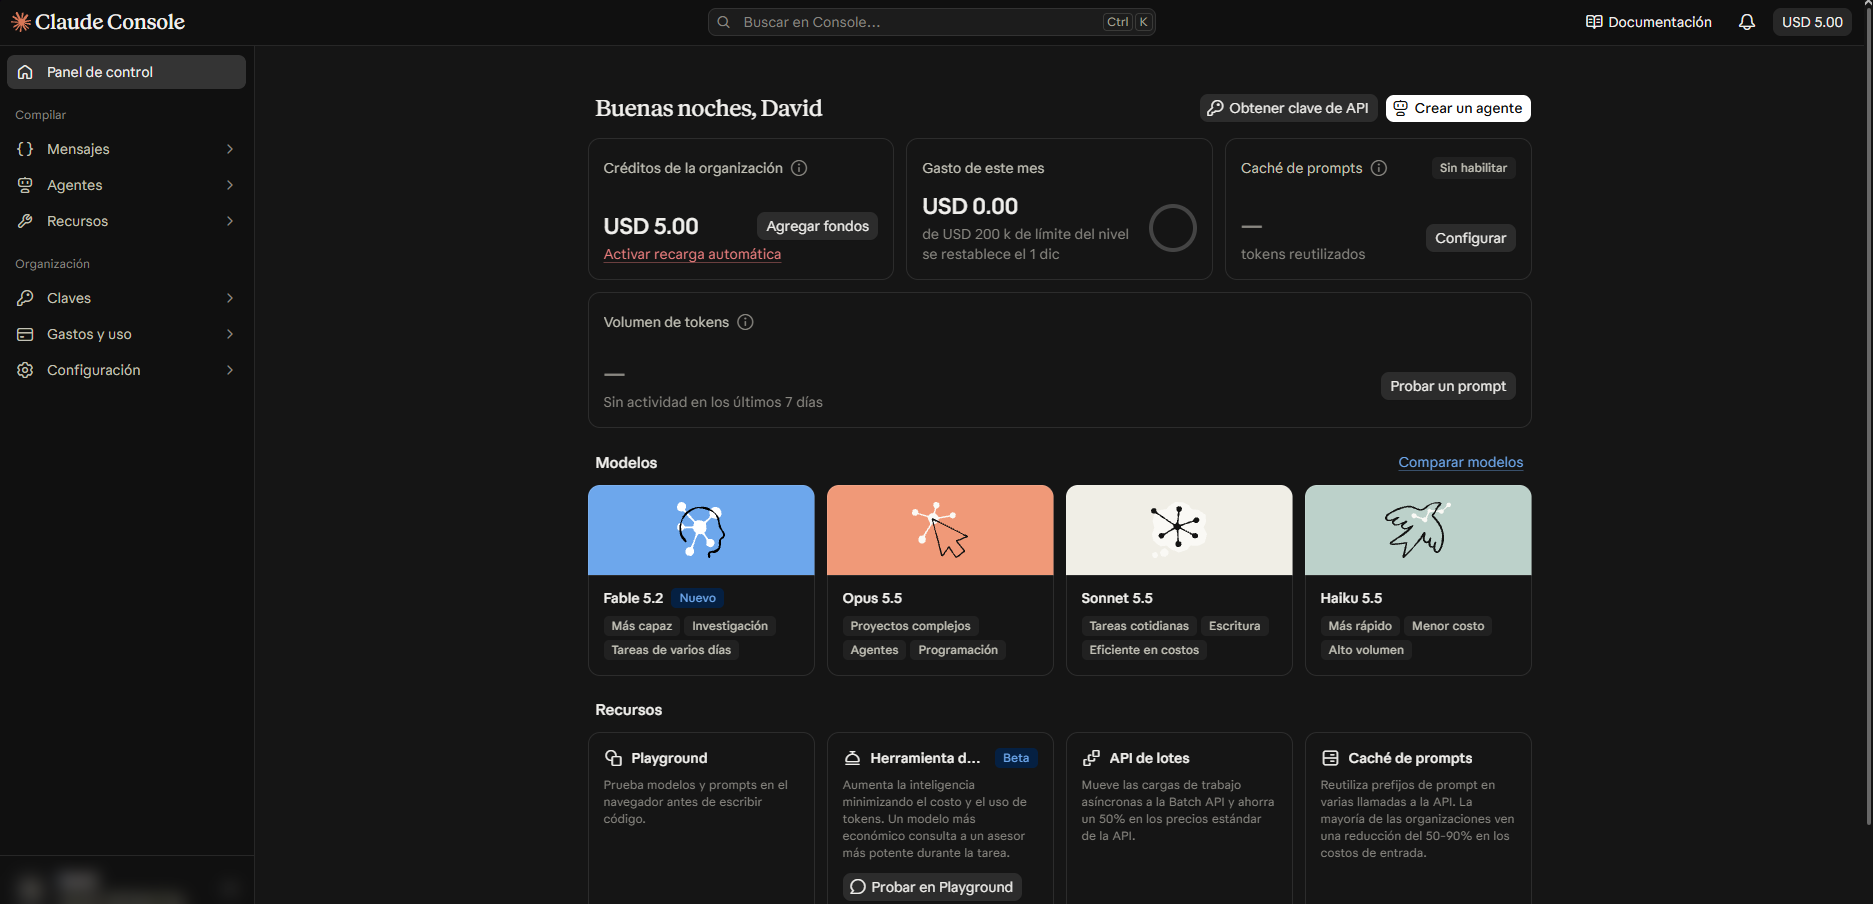 Claude Console
Buscar en Console...
Ctrl K
Documentación
USD 5.00
Panel de control
Compilar
Mensajes
Agentes
Recursos
Organización
Claves
Gastos y uso
Configuración
Buenas noches, David
Obtener clave de API
Crear un agente
Créditos de la organización
USD 5.00
Agregar fondos
Activar recarga automática
Gasto de este mes
USD 0.00
de USD 200 k de límite del nivel
se restablece el 1 dic
Caché de prompts
Sin habilitar
—
tokens reutilizados
Configurar
Volumen de tokens
—
Sin actividad en los últimos 7 días
Probar un prompt
Modelos
Comparar modelos
Fable 5.2 Nuevo
Más capaz Investigación
Tareas de varios días
Opus 5.5
Proyectos complejos
Agentes Programación
Sonnet 5.5
Tareas cotidianas Escritura
Eficiente en costos
Haiku 5.5
Más rápido Menor costo
Alto volumen
Recursos
Playground
Prueba modelos y prompts en el
navegador antes de escribir
código.
Herramienta d... Beta
Aumenta la inteligencia
minimizando el costo y el uso de
tokens. Un modelo más
económico consulta a un asesor
más potente durante la tarea.
Probar en Playground
API de lotes
Mueve las cargas de trabajo
asíncronas a la Batch API y ahorra
un 50% en los precios estándar
de la API.
Caché de prompts
Reutiliza prefijos de prompt en
varias llamadas a la API. La
mayoría de las organizaciones ven
una reducción del 50-90% en los
costos de entrada.